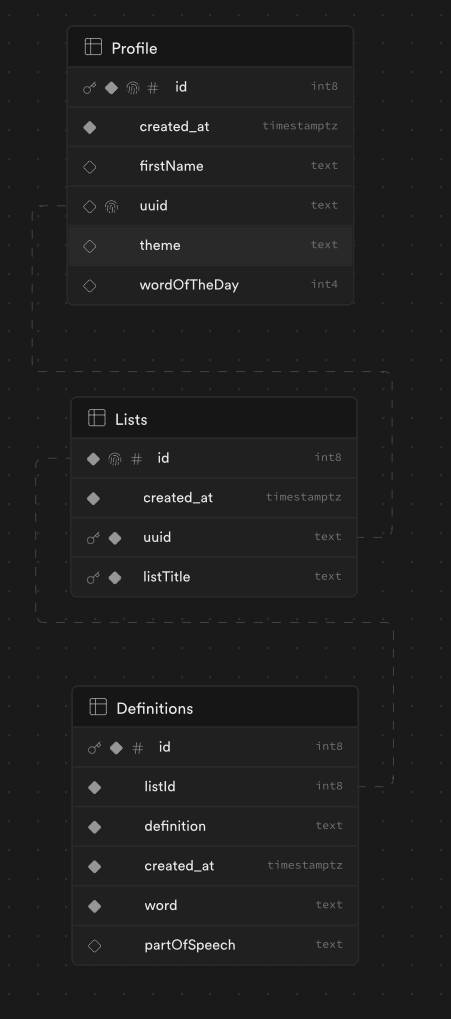 Profile
id int8
created_at timestamptz
firstName text
uuid text
theme text
wordOfTheDay int4
Lists
id int8
created_at timestamptz
uuid text
listTitle text
Definitions
id int8
listId int8
definition text
created_at timestamptz
word text
partOfSpeech text